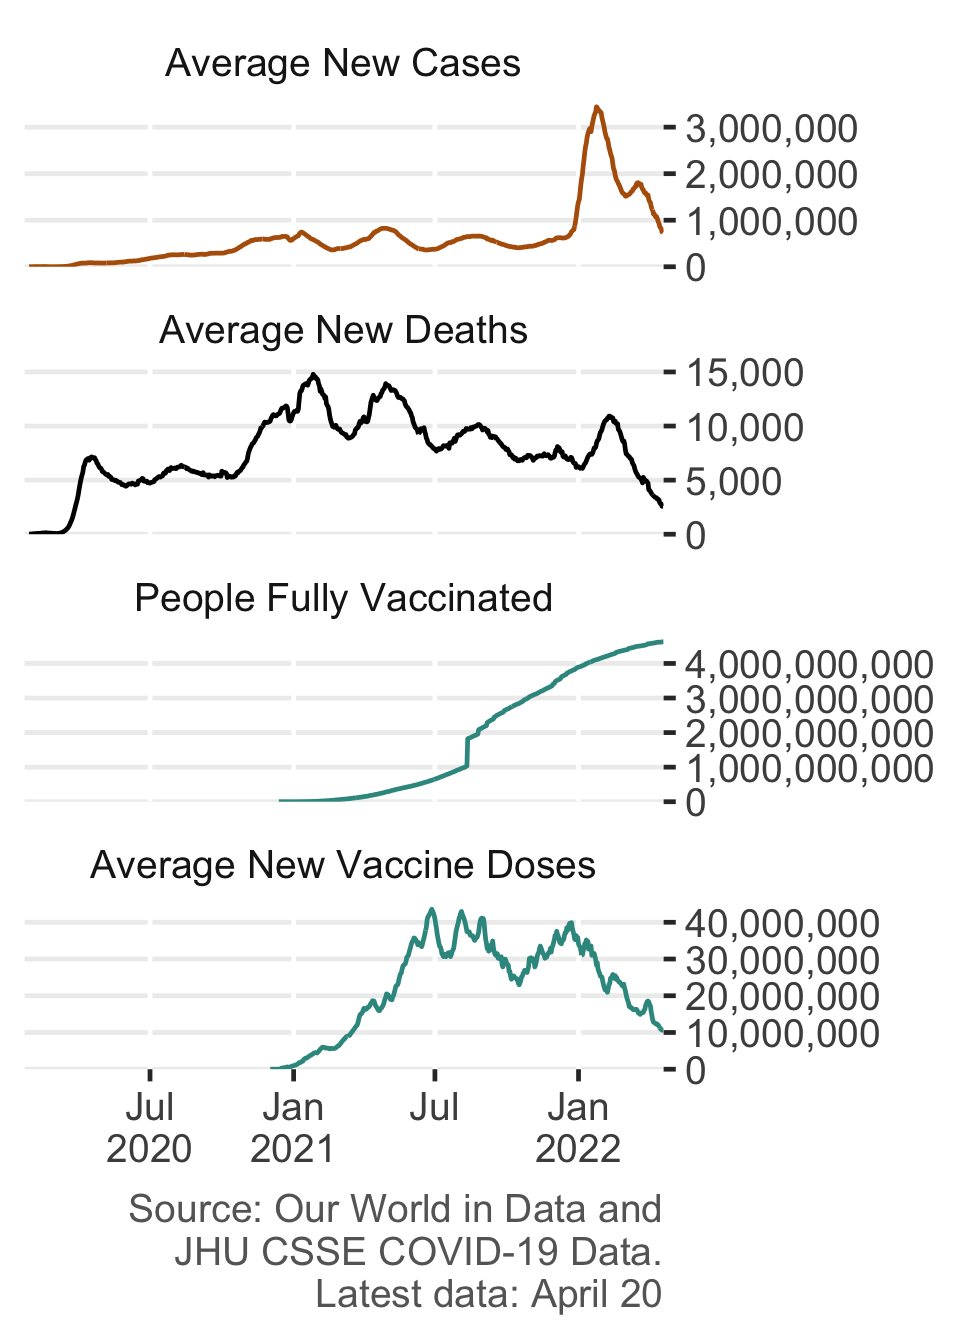 Average New Cases
3,000,000
2,000,000
1,000,000
0
Average New Deaths
15,000
10,000
5,000
0
People Fully Vaccinated
4,000,000,000
3,000,000,000
2,000,000,000
1,000,000,000
0
Average New Vaccine Doses
40,000,000
30,000,000
20,000,000
10,000,000
0
Jul Jan Jul Jan
2020 2021 2022
Source: Our World in Data and
JHU CSSE COVID-19 Data.
Latest data: April 20